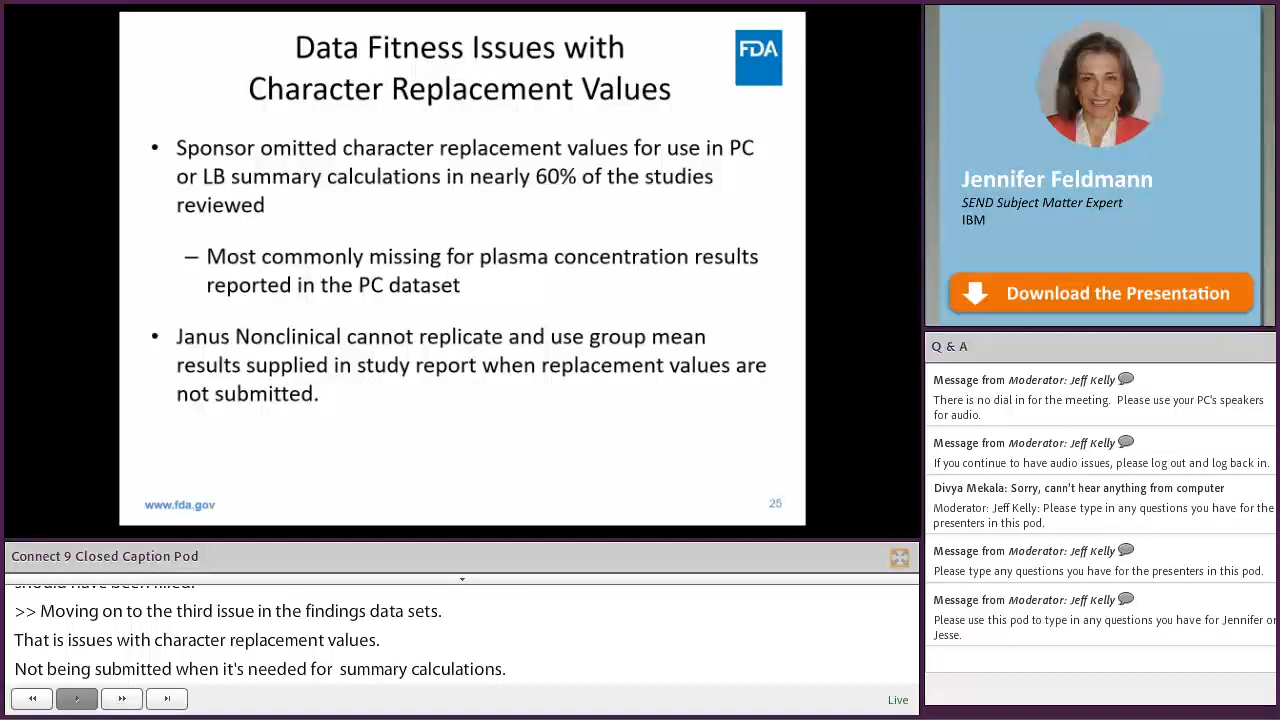 Data Fitness Issues with
Character Replacement Values
FDA
• Sponsor omitted character replacement values for use in PC
or LB summary calculations in nearly 60% of the studies
reviewed
– Most commonly missing for plasma concentration results
reported in the PC dataset
• Janus Nonclinical cannot replicate and use group mean
results supplied in study report when replacement values are
not submitted.
www.fda.gov
25
Connect 9 Closed Caption Pod
should have been filled.
>> Moving on to the third issue in the findings data sets.
That is issues with character replacement values.
Not being submitted when it's needed for summary calculations.
Live
Jennifer Feldmann
SEND Subject Matter Expert
IBM
Download the Presentation
Q & A
Message from Moderator: Jeff Kelly
There is no dial in for the meeting. Please use your PC's speakers
for audio.
Message from Moderator: Jeff Kelly
If you continue to have audio issues, please log out and log back in.
Divya Mekala: Sorry, cann't hear anything from computer
Moderator: Jeff Kelly: Please type in any questions you have for the
presenters in this pod.
Message from Moderator: Jeff Kelly
Please type any questions you have for the presenters in this pod.
Message from Moderator: Jeff Kelly
Please use this pod to type in any questions you have for Jennifer or
Jesse.